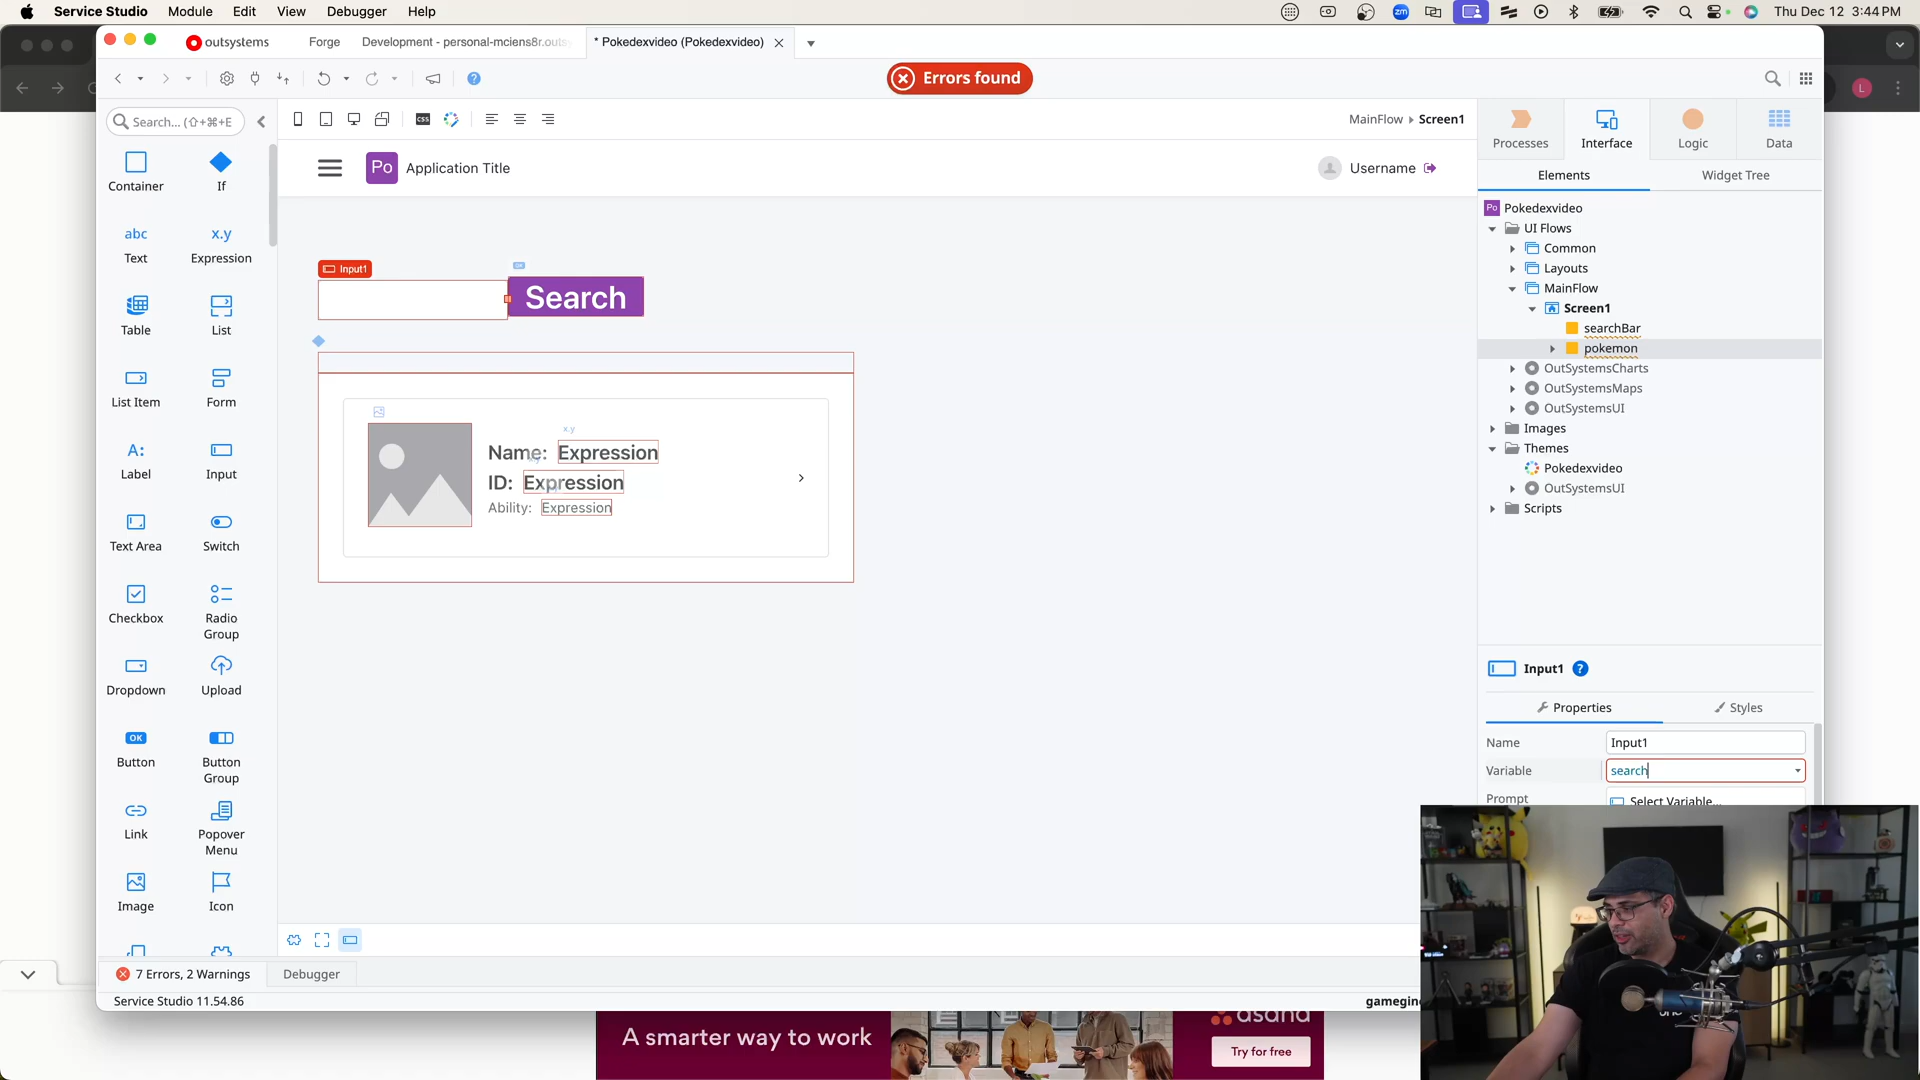 Service Studio Module Edit View Debugger Help
zm
Thu Dec 12 3:44 PM
outsystems
Forge
Development - personal-mciens8r.outsy
* Pokedexvideo (Pokedexvideo)
Errors found
L
Search... (⇧+⌘+E
CSS
MainFlow Screen1
Processes
Interface
Logic
Data
Po Application Title
Username
Elements
Widget Tree
Container
If
abc
x.y
Text
Expression
Table
List
List Item
Form
A:
Label
Input
Text Area
Switch
Checkbox
Radio Group
Dropdown
Upload
OK
Button
Button Group
Link
Popover Menu
Image
Icon
Input1
OK
Search
x.y
Name: Expression
ID: Expression
Ability: Expression
Po Pokedexvideo
UI Flows
Common
Layouts
MainFlow
Screen1
searchBar
pokemon
OutSystemsCharts
OutSystemsMaps
OutSystemsUI
Images
Themes
Pokedexvideo
OutSystemsUI
Scripts
Input1 ?
Properties
Styles
Name Input1
Variable search
Prompt
Select Variable...
7 Errors, 2 Warnings
Debugger
Service Studio 11.54.86
A smarter way to work
asana
Try for free